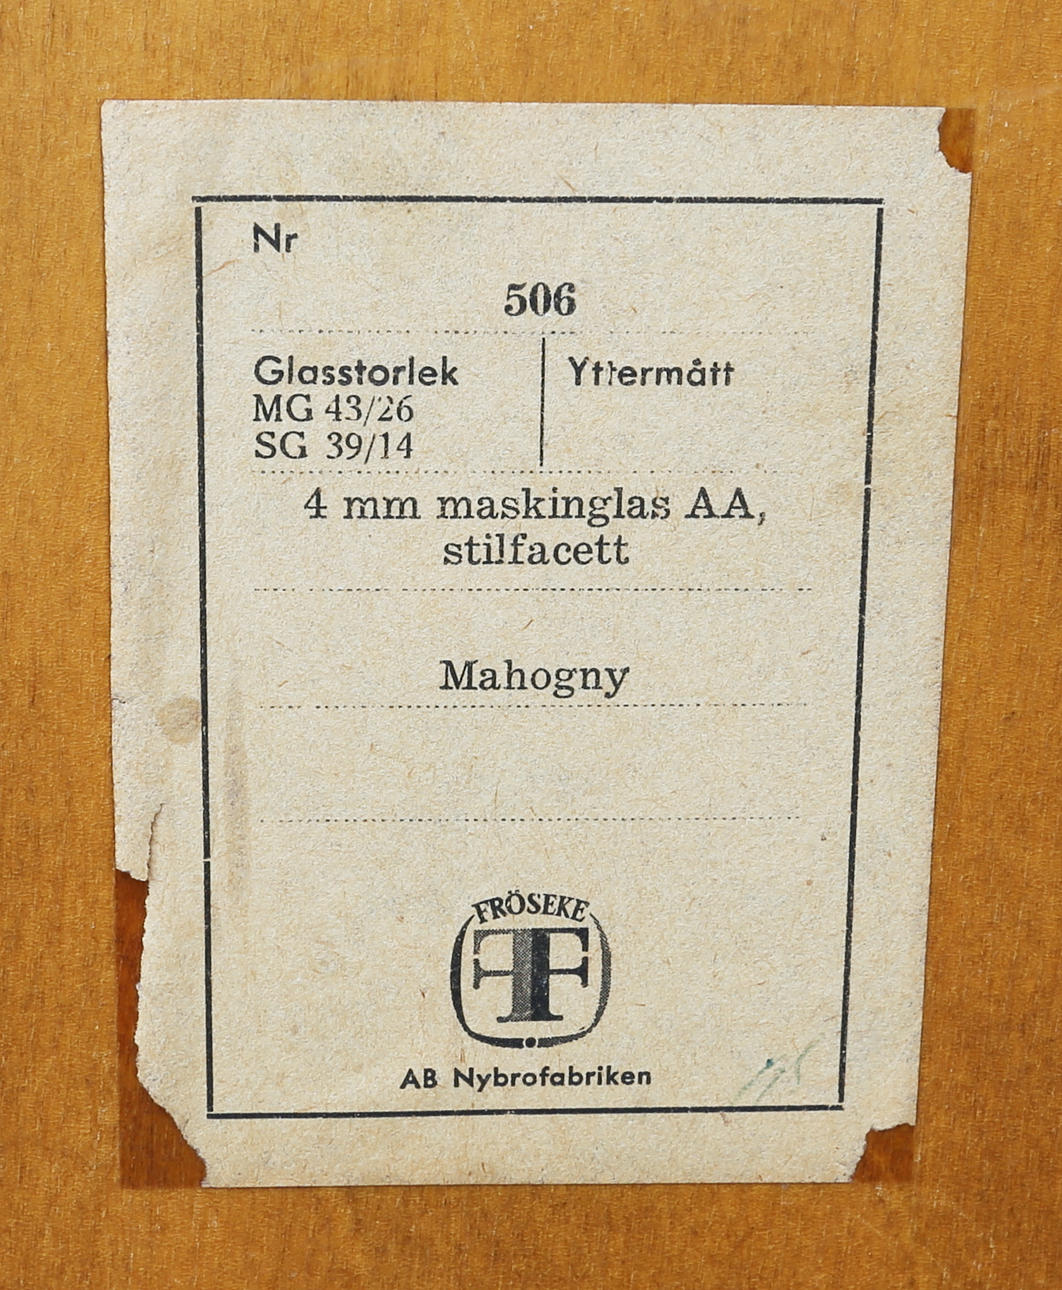 Nr
506
Glasstorlek
MG 43/26
SG 39/14
Yttermått
4 mm maskinglas AA,
stilfacett
Mahogny
FRÖSEKE
FF
AB Nybrofabriken